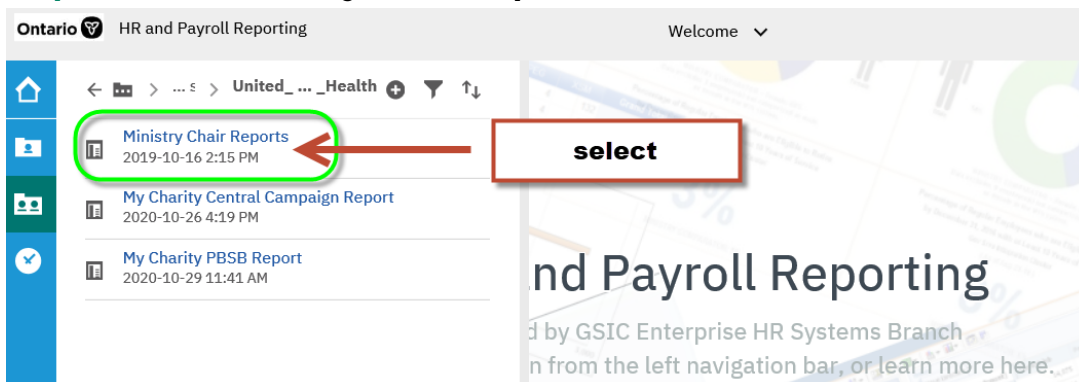 Ontario HR and Payroll Reporting Welcome
... s > United_ ... _Health
Ministry Chair Reports
2019-10-16 2:15 PM
select
My Charity Central Campaign Report
2020-10-26 4:19 PM
3%
My Charity PBSB Report
2020-10-29 11:41 AM
nd Payroll Reporting
d by GSIC Enterprise HR Systems Branch
n from the left navigation bar, or learn more here.